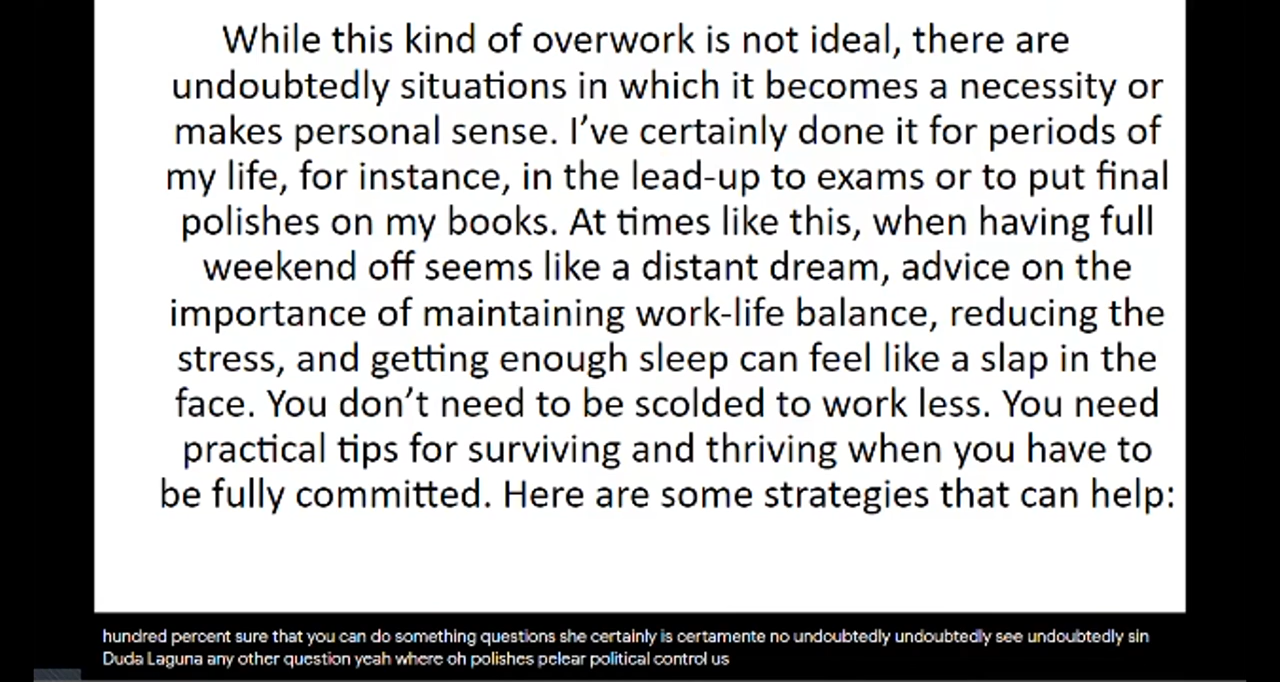 While this kind of overwork is not ideal, there are
undoubtedly situations in which it becomes a necessity or
makes personal sense. I’ve certainly done it for periods of
my life, for instance, in the lead-up to exams or to put final
polishes on my books. At times like this, when having full
weekend off seems like a distant dream, advice on the
importance of maintaining work-life balance, reducing the
stress, and getting enough sleep can feel like a slap in the
face. You don’t need to be scolded to work less. You need
practical tips for surviving and thriving when you have to
be fully committed. Here are some strategies that can help:
hundred percent sure that you can do something questions she certainly is certamente no undoubtedly undoubtedly see undoubtedly sin
Duda Laguna any other question yeah where oh polishes pelear political control us